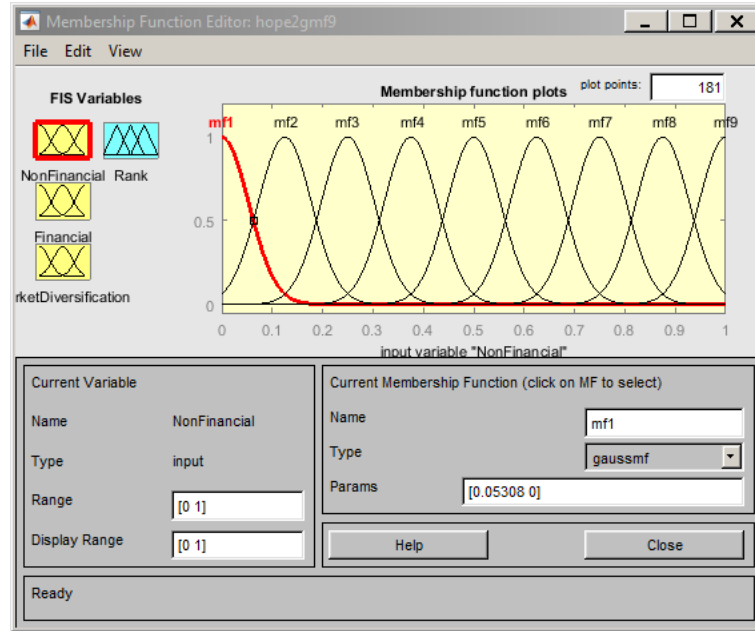 Membership Function Editor: hope2gmf9
File Edit View
FIS Variables
NonFinancial Rank
Financial
rketDiversification
Membership function plots plot points: 181
mf1 mf2 mf3 mf4 mf5 mf6 mf7 mf8 mf9
1
0.5
0
0 0.1 0.2 0.3 0.4 0.5 0.6 0.7 0.8 0.9 1
input variable "NonFinancial"
Current Variable
Name NonFinancial
Type input
Range [0 1]
Display Range [0 1]
Current Membership Function (click on MF to select)
Name mf1
Type gaussmf
Params [0.05308 0]
Help Close
Ready